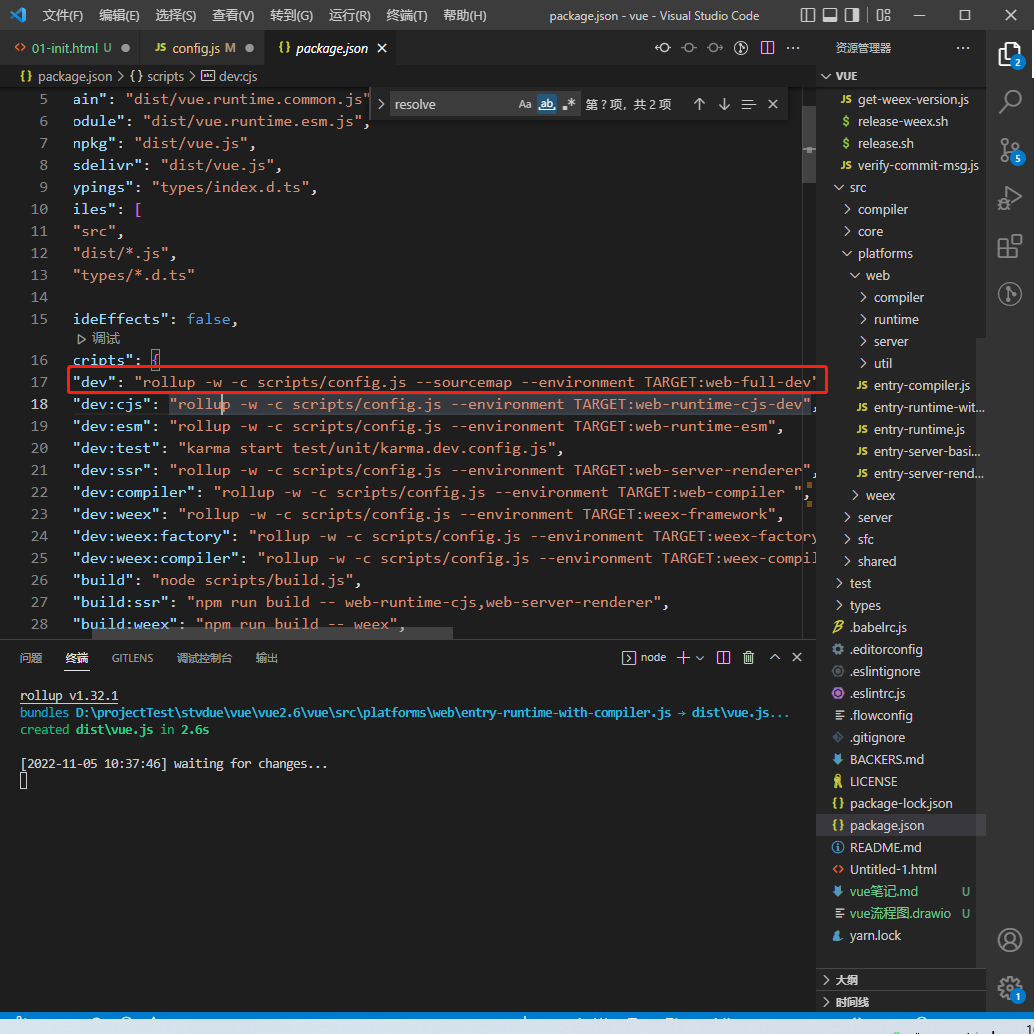 文件(F) 编辑(E) 选择(S) 查看(V) 转到(G) 运行(R) 终端(T) 帮助(H) package.json - vue - Visual Studio Code
01-init.html U JS config.js M {} package.json
资源管理器
{} package.json > {} scripts > dev:cjs
resolve Aa ab 第 ? 项, 共 2 项
5 ain": "dist/vue.runtime.common.js"
6 odule": "dist/vue.runtime.esm.js",
7 npkg": "dist/vue.js",
8 sdelivr": "dist/vue.js",
9 ypings": "types/index.d.ts",
10 iles": [
11 "src",
12 "dist/*.js",
13 "types/*.d.ts"
14
15 ideEffects": false,
调试
16 cripts": {
17 "dev": "rollup -w -c scripts/config.js --sourcemap --environment TARGET:web-full-dev"
18 "dev:cjs": "rollup -w -c scripts/config.js --environment TARGET:web-runtime-cjs-dev",
19 "dev:esm": "rollup -w -c scripts/config.js --environment TARGET:web-runtime-esm",
20 "dev:test": "karma start test/unit/karma.dev.config.js",
21 "dev:ssr": "rollup -w -c scripts/config.js --environment TARGET:web-server-renderer",
22 "dev:compiler": "rollup -w -c scripts/config.js --environment TARGET:web-compiler ",
23 "dev:weex": "rollup -w -c scripts/config.js --environment TARGET:weex-framework",
24 "dev:weex:factory": "rollup -w -c scripts/config.js --environment TARGET:weex-factory
25 "dev:weex:compiler": "rollup -w -c scripts/config.js --environment TARGET:weex-compil
26 "build": "node scripts/build.js",
27 "build:ssr": "npm run build -- web-runtime-cjs,web-server-renderer",
28 "build:weex": "npm run build -- weex",
问题 终端 GITLENS 调试控制台 输出 node
rollup v1.32.1
bundles D:\projectTest\stvdue\vue\vue2.6\vue\src\platforms\web\entry-runtime-with-compiler.js → dist\vue.js...
created dist\vue.js in 2.6s
[2022-11-05 10:37:46] waiting for changes...
VUE
JS get-weex-version.js
$ release-weex.sh
$ release.sh
JS verify-commit-msg.js
src
compiler
core
platforms
web
compiler
runtime
server
util
JS entry-compiler.js
JS entry-runtime-wit...
JS entry-runtime.js
JS entry-server-basi...
JS entry-server-rend...
weex
server
sfc
shared
test
types
.babelrc.js
.editorconfig
.eslintignore
.eslintrc.js
.flowconfig
.gitignore
BACKERS.md
LICENSE
{} package-lock.json
{} package.json
README.md
Untitled-1.html
vue笔记.md U
vue流程图.drawio U
yarn.lock
大纲
时间线
2
5
1